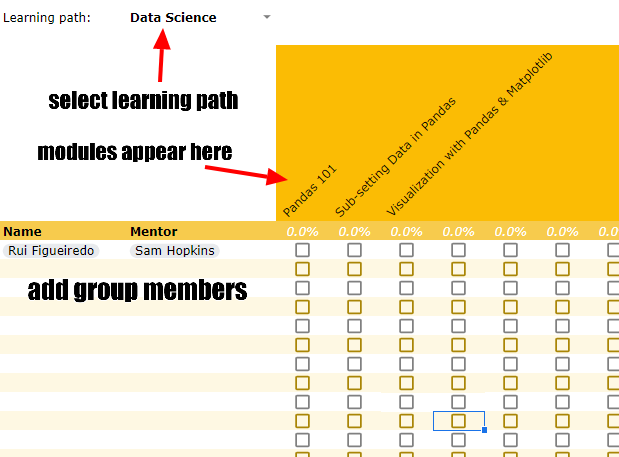 Learning path: Data Science
select learning path
modules appear here
Pandas 101
Sub-setting Data in Pandas
Visualization with Pandas & Matplotlib
Name Mentor 0.0% 0.0% 0.0% 0.0% 0.0% 0.0% 0.0
Rui Figueiredo Sam Hopkins
add group members